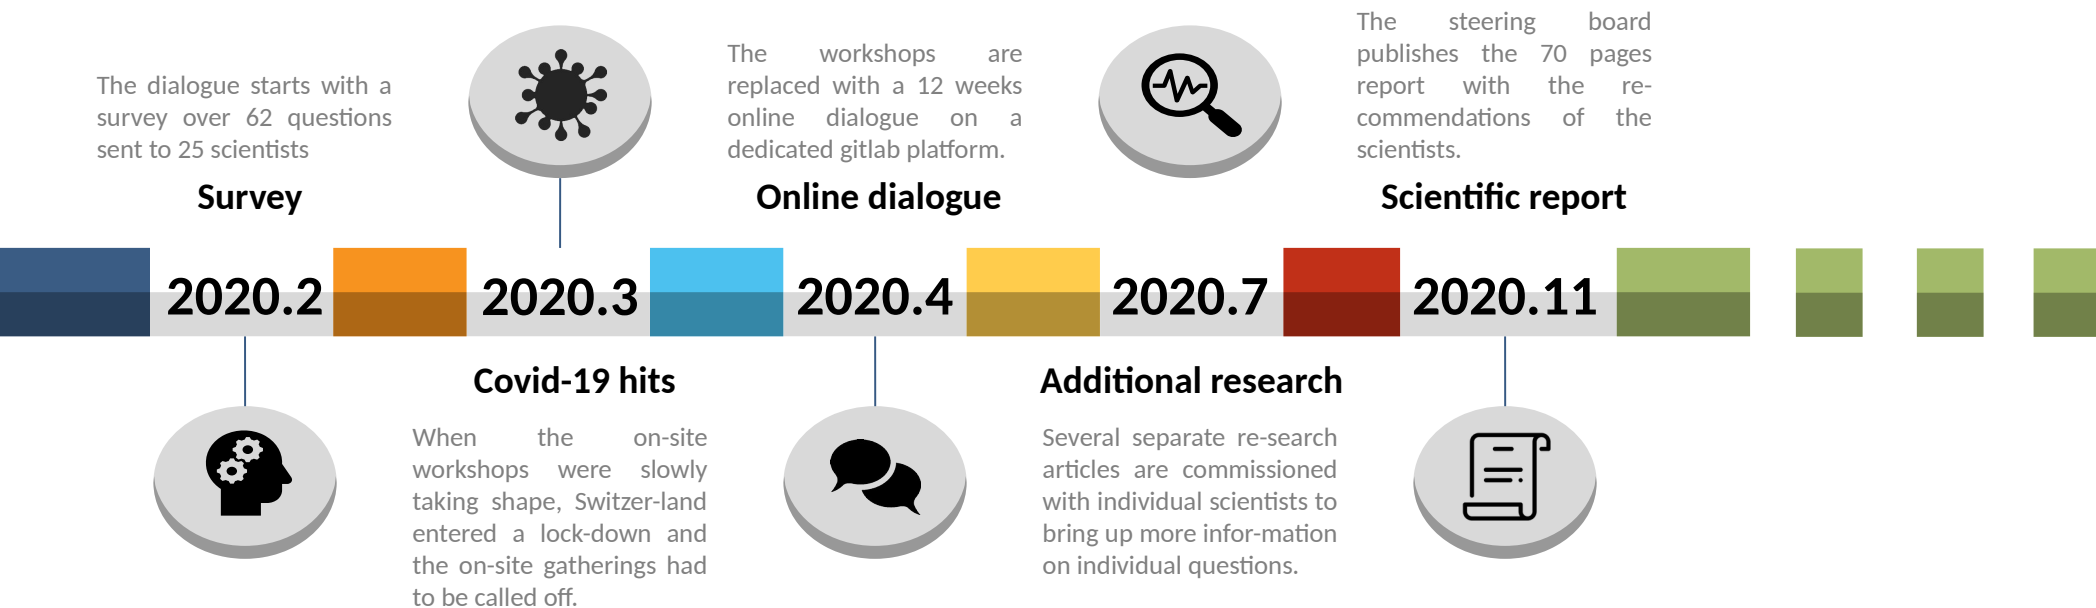 The dialogue starts with a
survey over 62 questions
sent to 25 scientists
Survey
The workshops are
replaced with a 12 weeks
online dialogue on a
dedicated gitlab platform.
Online dialogue
The steering board
publishes the 70 pages
report with the re-
commendations of the
scientists.
Scientific report
2020.2 2020.3 2020.4 2020.7 2020.11
Covid-19 hits
When the on-site
workshops were slowly
taking shape, Switzer-land
entered a lock-down and
the on-site gatherings had
to be called off.
Additional research
Several separate re-search
articles are commissioned
with individual scientists to
bring up more infor-mation
on individual questions.